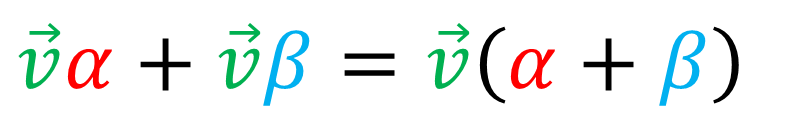 v⃗α + v⃗β = v⃗(α + β)